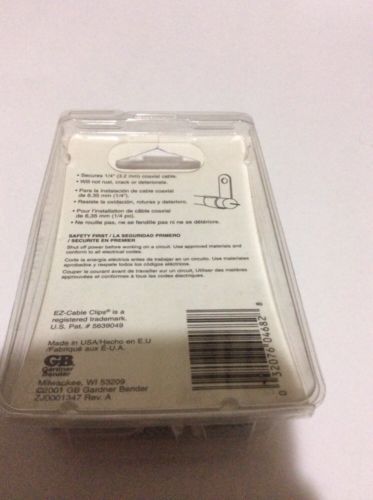 • Secures 1/4" (3.2 mm) coaxial cable.
• Will not rust, crack or deteriorate.
• Para la instalación de cable coaxial
de 6,35 mm (1/4").
• Resiste la oxidación, roturas y deterioro.
• Pour l'installation de câble coaxial
de 6,35 mm (1/4 po).
• Ne rouille pas, ne se fendille pas ni ne se détériore.
SAFETY FIRST / LA SEGURIDAD PRIMERO
/ SECURITE EN PREMIER
Shut off power before working on a circuit. Use approved materials and
conform to all electrical codes.
Corte la energía eléctrica antes de trabajar en un circuito. Use materiales
aprobados y respete todos los códigos eléctricos.
Couper le courant avant de travailler sur un circuit. Utiliser des matières
approuvées et conformes à tous les codes électriques.
EZ-Cable Clips® is a
registered trademark.
U.S. Pat. # 5639049
Made in USA/Hecho en E.U
/Fabriqué aux É-U.A.
GB
Gardner
Bender
Milwaukee, WI 53209
©2001 GB Gardner Bender
ZJ0001347 Rev. A
0 32076 04682 8